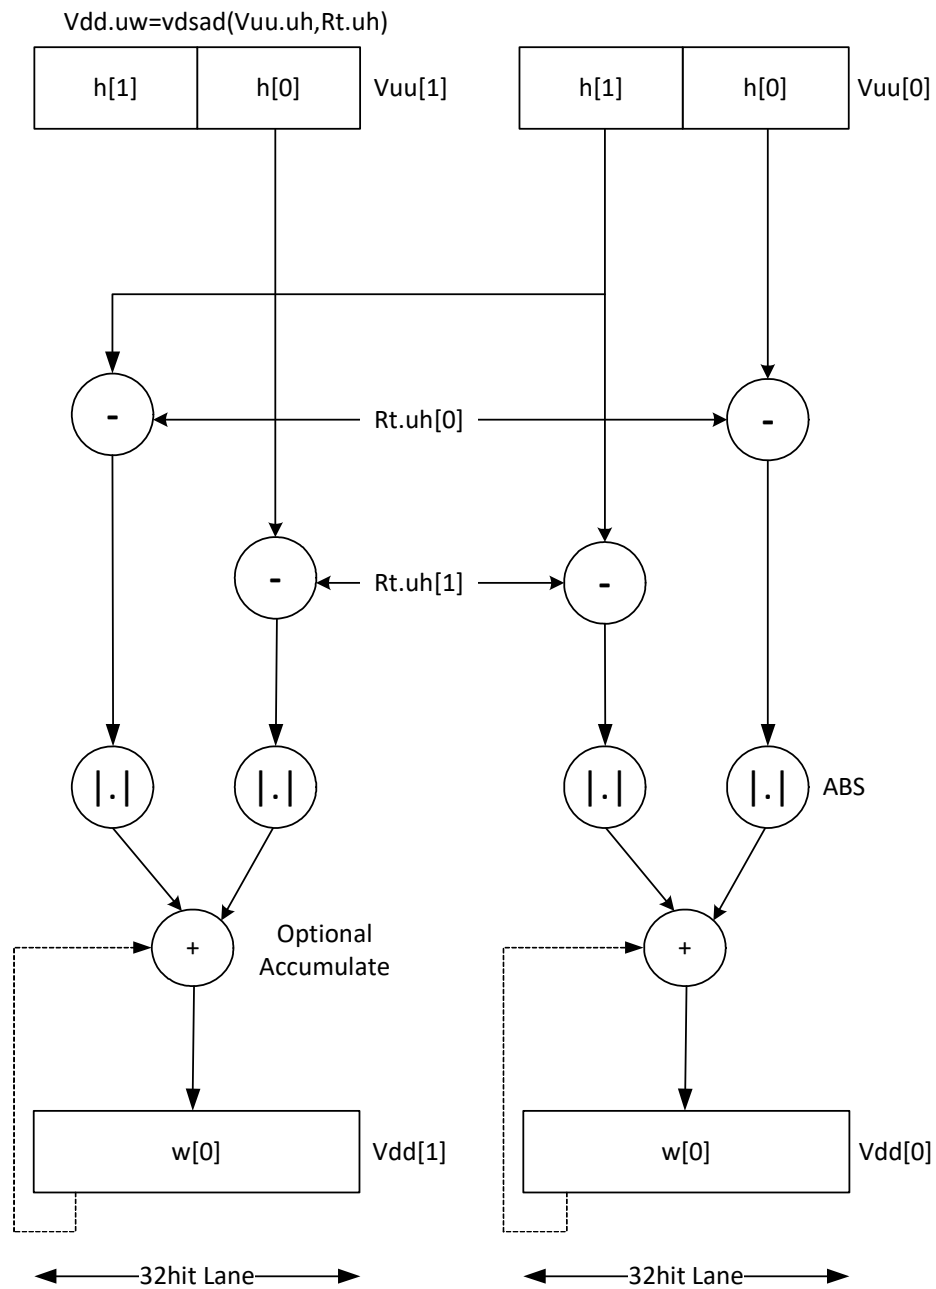 Vdd.uw=vdsad(Vuu.uh,Rt.uh)
h[1] h[0] Vuu[1] h[1] h[0] Vuu[0]
- Rt.uh[0] -
- Rt.uh[1] -
|.| |.| |.| |.| ABS
+ Optional Accumulate +
w[0] Vdd[1] w[0] Vdd[0]
32hit Lane 32hit Lane